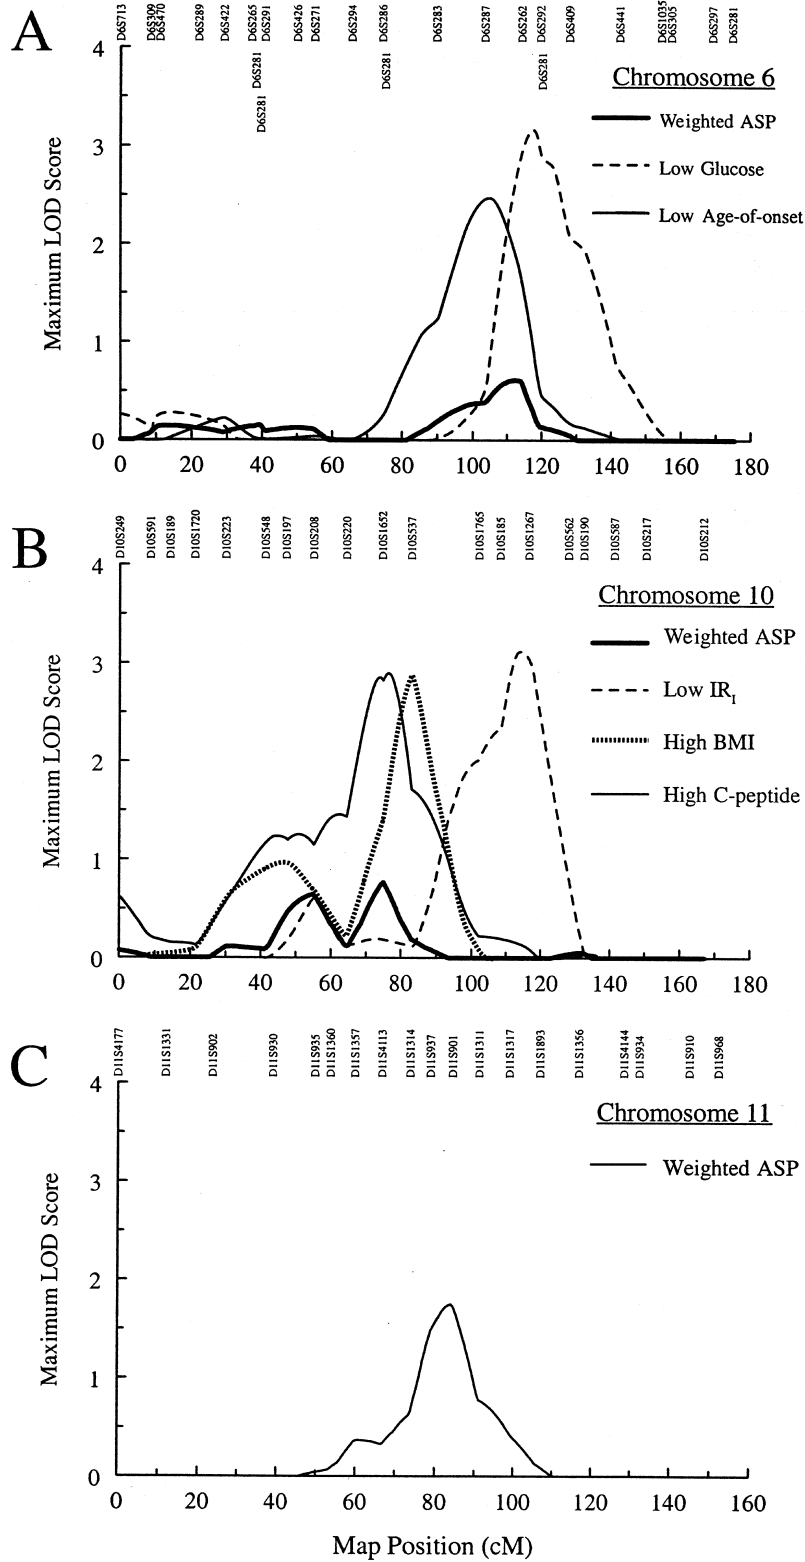 A
D6S713 D6S309 D6S470 D6S289 D6S422 D6S265 D6S291 D6S426 D6S271 D6S294 D6S286 D6S283 D6S287 D6S262 D6S292 D6S409 D6S441 D6S1035 D6S305 D6S297 D6S281
D6S281 D6S281 D6S281
D6S281
Chromosome 6
Weighted ASP
Low Glucose
Low Age-of-onset
Maximum LOD Score
4
3
2
1
0
0 20 40 60 80 100 120 140 160 180
B
D10S249 D10S591 D10S189 D10S1720 D10S223 D10S548 D10S197 D10S208 D10S220 D10S1652 D10S537 D10S1765 D10S185 D10S1267 D10S562 D10S190 D10S587 D10S217 D10S212
Chromosome 10
Weighted ASP
Low IRI
High BMI
High C-peptide
Maximum LOD Score
4
3
2
1
0
0 20 40 60 80 100 120 140 160 180
C
D11S4177 D11S1331 D11S902 D11S930 D11S935 D11S1360 D11S1357 D11S4113 D11S1314 D11S937 D11S901 D11S1311 D11S1317 D11S1893 D11S1356 D11S4144 D11S934 D11S910 D11S968
Chromosome 11
Weighted ASP
Maximum LOD Score
4
3
2
1
0
0 20 40 60 80 100 120 140 160
Map Position (cM)